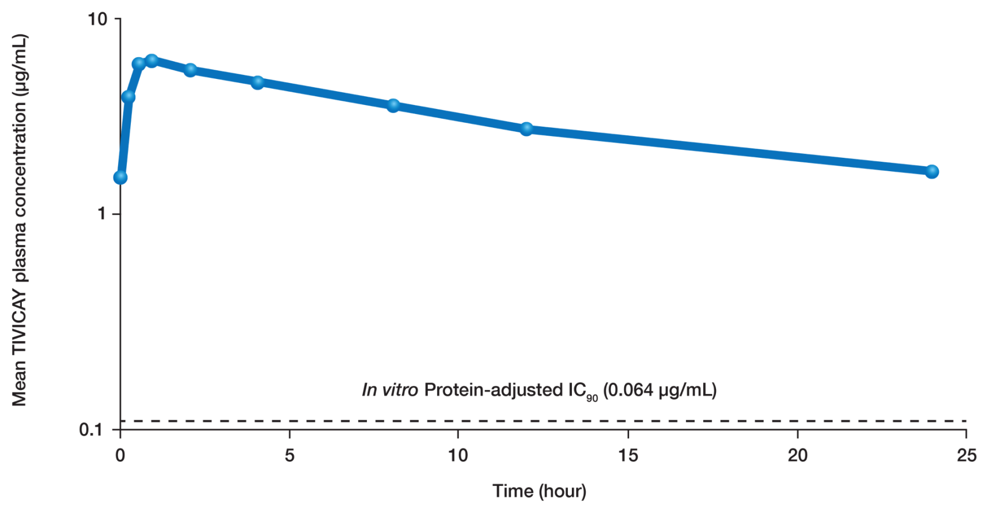 Mean TIVICAY plasma concentration (µg/mL)
10
1
0.1
In vitro Protein-adjusted IC90 (0.064 µg/mL)
0 5 10 15 20 25
Time (hour)